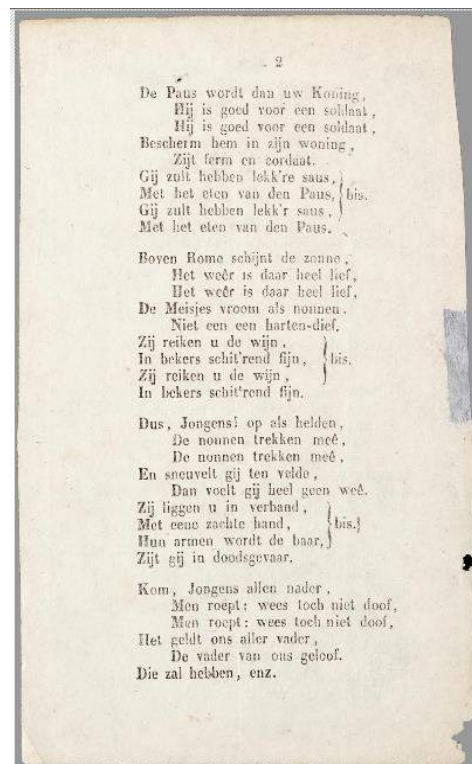 2
De Paus wordt dan uw Koning,
Hij is goed voor een soldaat,
Hij is goed voor een soldaat,
Bescherm hem in zijn woning,
Zijt ferm en cordaat.
Gij zult hebben lekk're saus,
Met het eten van den Paus, } bis.
Gij zult hebben lekk'r saus,
Met het eten van den Paus.
Boven Rome schijnt de zonne,
Het weêr is daar heel lief,
Het weêr is daar heel lief,
De Meisjes vroom als nonnen.
Niet een een harten-dief.
Zij reiken u de wijn,
In bekers schit'rend fijn, } bis.
Zij reiken u de wijn,
In bekers schit'rend fijn.
Dus, Jongens! op als helden,
De nonnen trekken meê,
De nonnen trekken meê,
En sneuvelt gij ten velde,
Dan voelt gij heel geen weê.
Zij liggen u in verband,
Met eene zachte hand, } bis.}
Hun armen wordt de baar,
Zijt gij in doodsgevaar.
Kom, Jongens allen nader,
Men roept: wees toch niet doof,
Men roept: wees toch niet doof,
Het geldt ons aller vader,
De vader van ons geloof.
Die zal hebben, enz.